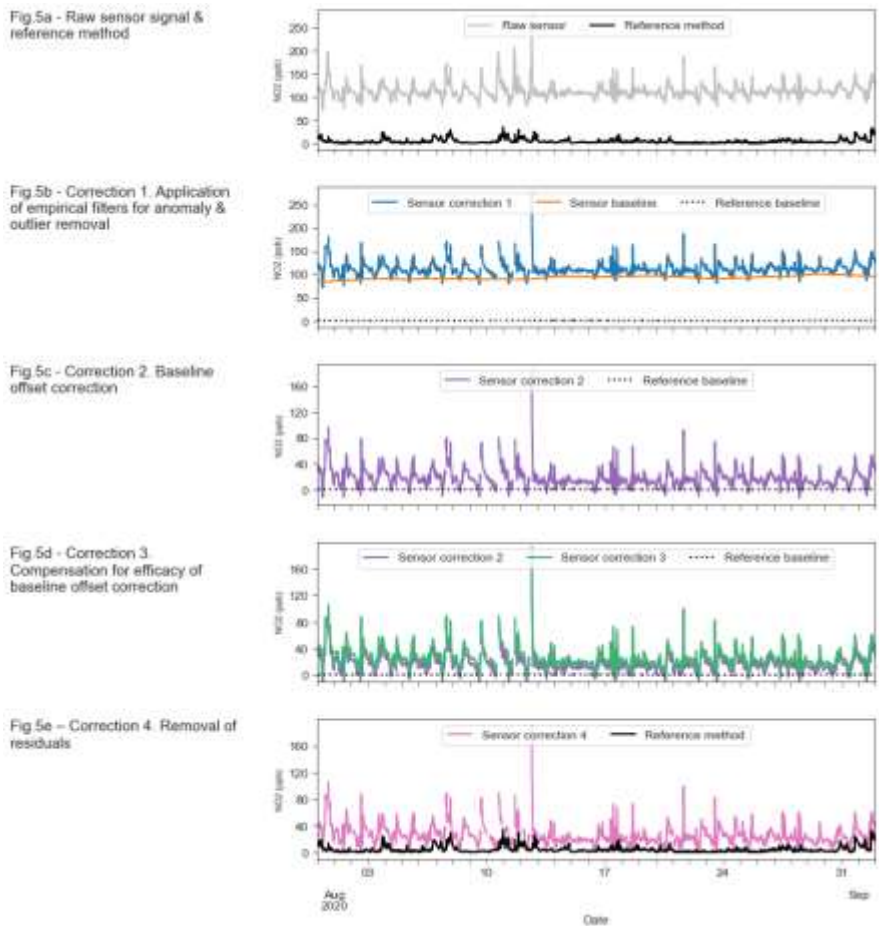 Fig.5a - Raw sensor signal &
reference method
Raw sensor
Reference method
NO2 (ppb)
250
200
150
100
50
0
Fig.5b - Correction 1. Application
of empirical filters for anomaly &
outlier removal
Sensor correction 1
Sensor baseline
Reference baseline
NO2 (ppb)
250
200
150
100
50
0
Fig.5c - Correction 2. Baseline
offset correction
Sensor correction 2
Reference baseline
NO2 (ppb)
160
120
80
40
0
Fig.5d - Correction 3.
Compensation for efficacy of
baseline offset correction
Sensor correction 2
Sensor correction 3
Reference baseline
NO2 (ppb)
160
120
80
40
0
Fig.5e – Correction 4. Removal of
residuals
Sensor correction 4
Reference method
NO2 (ppb)
160
120
80
40
0
03
10
17
24
31
Aug
2020
Sep
Date